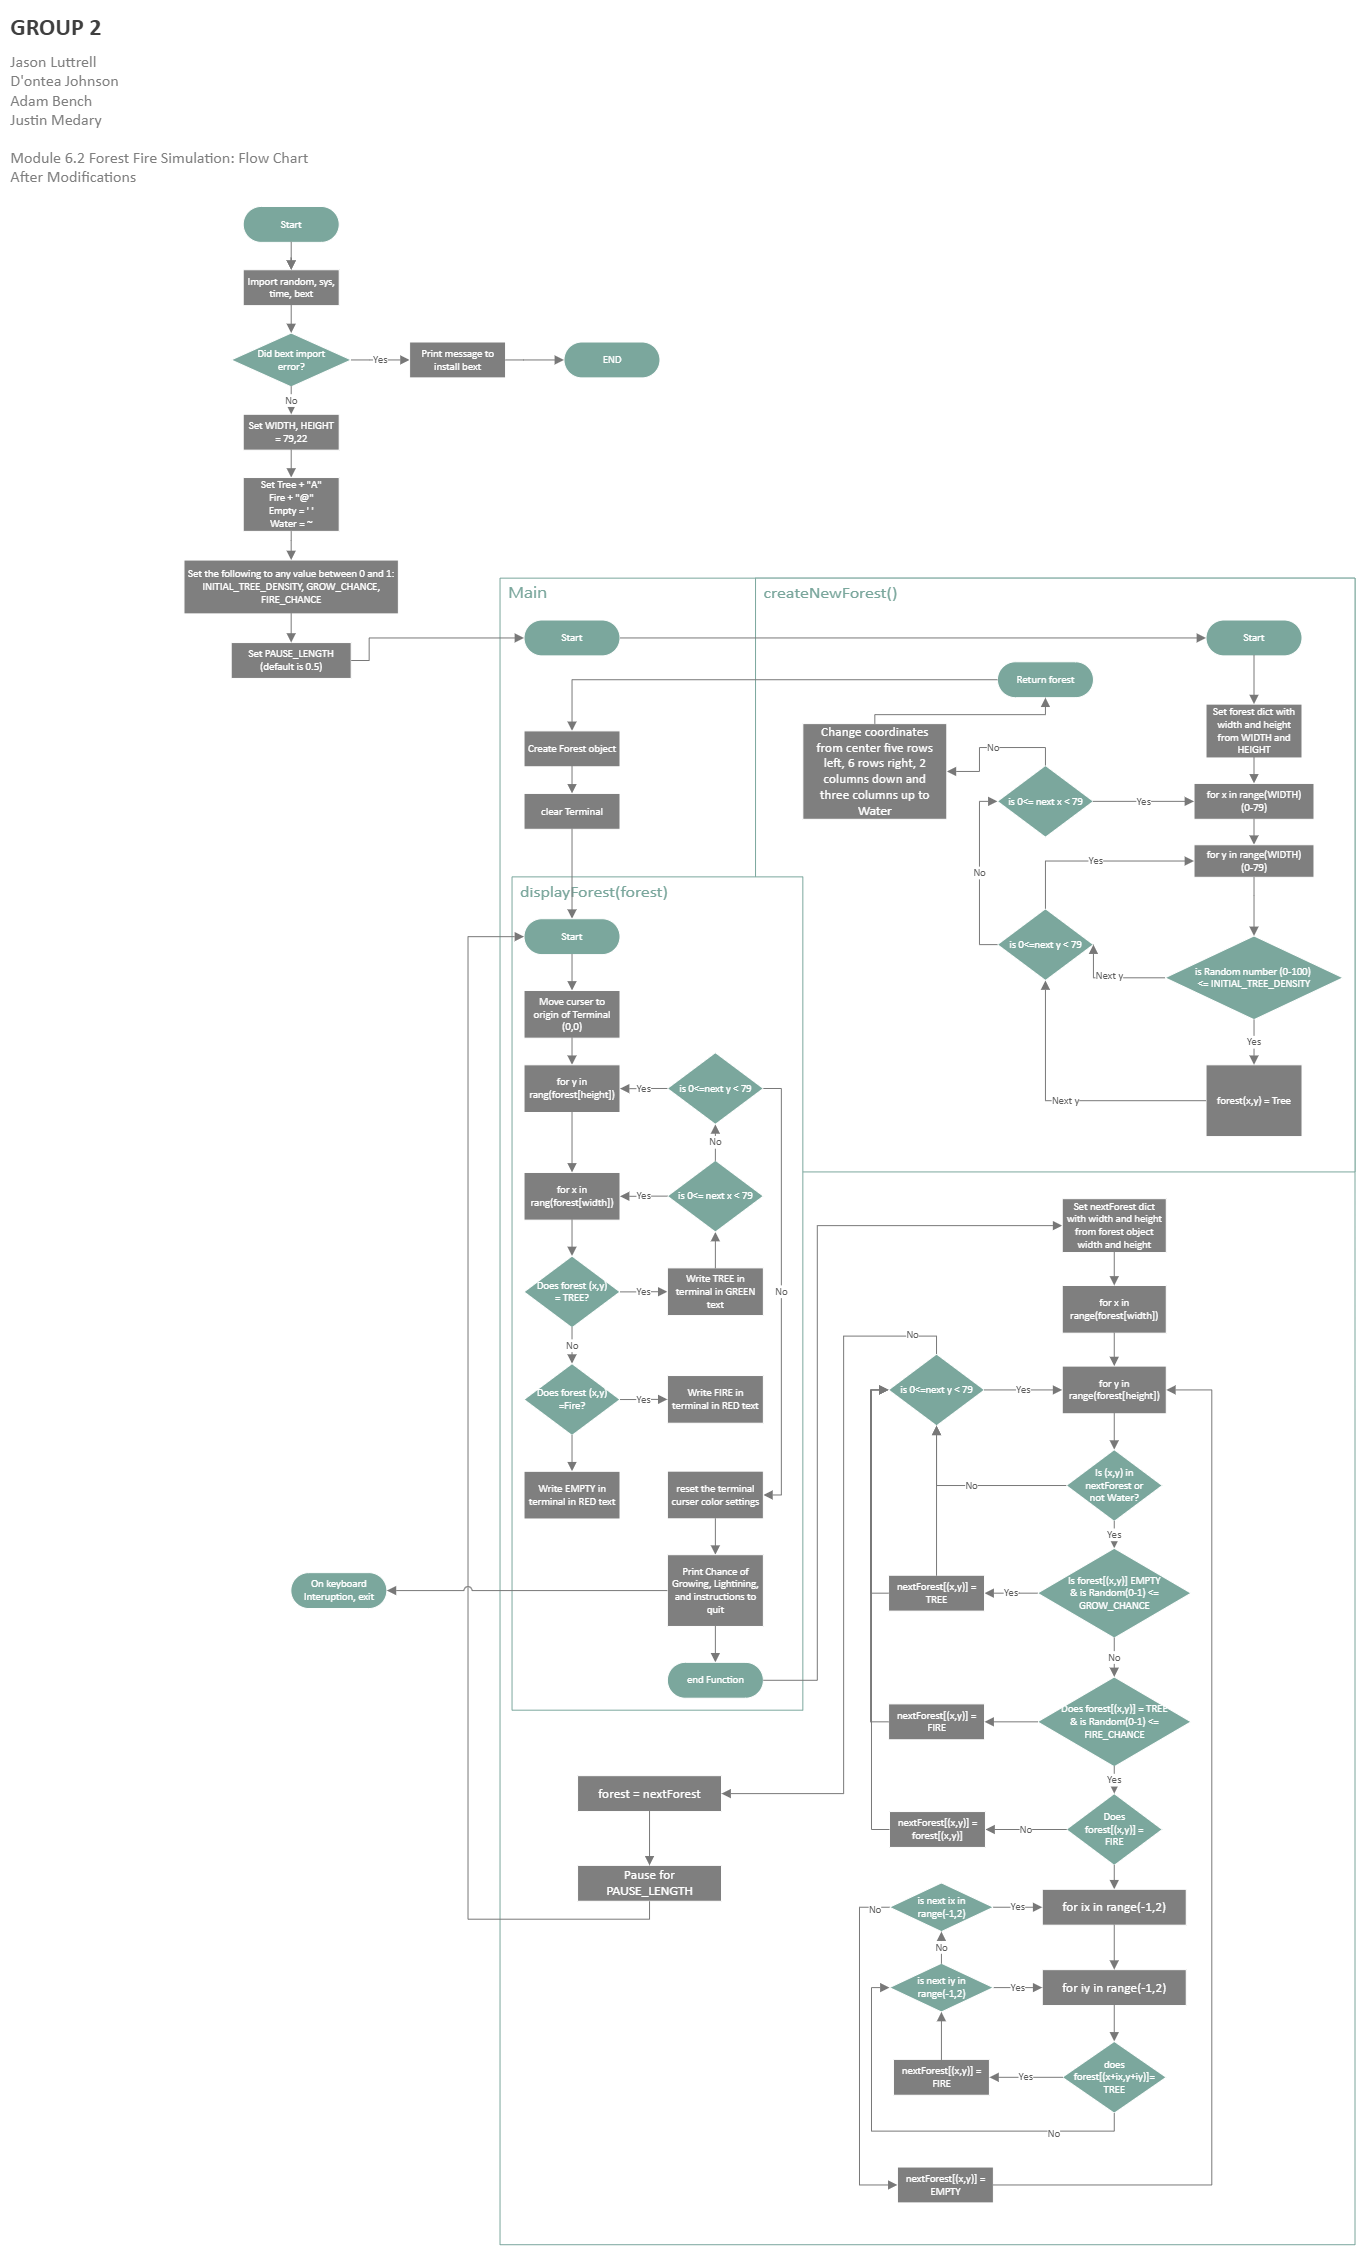 GROUP 2
Jason Luttrell
D'ontea Johnson
Adam Bench
Justin Medary
Module 6.2 Forest Fire Simulation: Flow Chart
After Modifications
Start
Import random, sys,
time, bext
Did bext import
error?
Yes
Print message to
install bext
END
No
Set WIDTH, HEIGHT
= 79,22
Set Tree + "A"
Fire + "@"
Empty = ' '
Water = ~
Set the following to any value between 0 and 1:
INITIAL_TREE_DENSITY, GROW_CHANCE,
FIRE_CHANCE
Set PAUSE_LENGTH
(default is 0.5)
Main
Start
Create Forest object
clear Terminal
createNewForest()
Start
Set forest dict with
width and height
from WIDTH and
HEIGHT
for x in range(WIDTH)
(0-79)
for y in range(WIDTH)
(0-79)
is Random number (0-100)
<= INITIAL_TREE_DENSITY
Yes
forest(x,y) = Tree
Next y
Next y
is 0<=next y < 79
Yes
No
is 0<= next x < 79
Yes
No
Change coordinates
from center five rows
left, 6 rows right, 2
columns down and
three columns up to
Water
Return forest
displayForest(forest)
Start
Move curser to
origin of Terminal
(0,0)
for y in
rang(forest[height])
Yes
is 0<=next y < 79
No
for x in
rang(forest[width])
Yes
is 0<= next x < 79
No
Does forest (x,y)
= TREE?
Yes
Write TREE in
terminal in GREEN
text
No
Does forest (x,y)
=Fire?
Yes
Write FIRE in
terminal in RED text
Write EMPTY in
terminal in RED text
reset the terminal
curser color settings
Print Chance of
Growing, Lightining,
and instructions to
quit
On keyboard
Interuption, exit
end Function
Set nextForest dict
with width and height
from forest object
width and height
for x in
range(forest[width])
for y in
range(forest[height])
is 0<=next y < 79
Yes
No
Is (x,y) in
nextForest or
not Water?
No
Yes
Is forest[(x,y)] EMPTY
& is Random(0-1) <=
GROW_CHANCE
Yes
nextForest[(x,y)] =
TREE
No
Does forest[(x,y)] = TREE
& is Random(0-1) <=
FIRE_CHANCE
nextForest[(x,y)] =
FIRE
Yes
Does
forest[(x,y)] =
FIRE
No
nextForest[(x,y)] =
forest[(x,y)]
forest = nextForest
Pause for
PAUSE_LENGTH
for ix in range(-1,2)
Yes
is next ix in
range(-1,2)
No
No
for iy in range(-1,2)
Yes
is next iy in
range(-1,2)
does
forest[(x+ix,y+iy)]=
TREE
Yes
nextForest[(x,y)] =
FIRE
No
nextForest[(x,y)] =
EMPTY